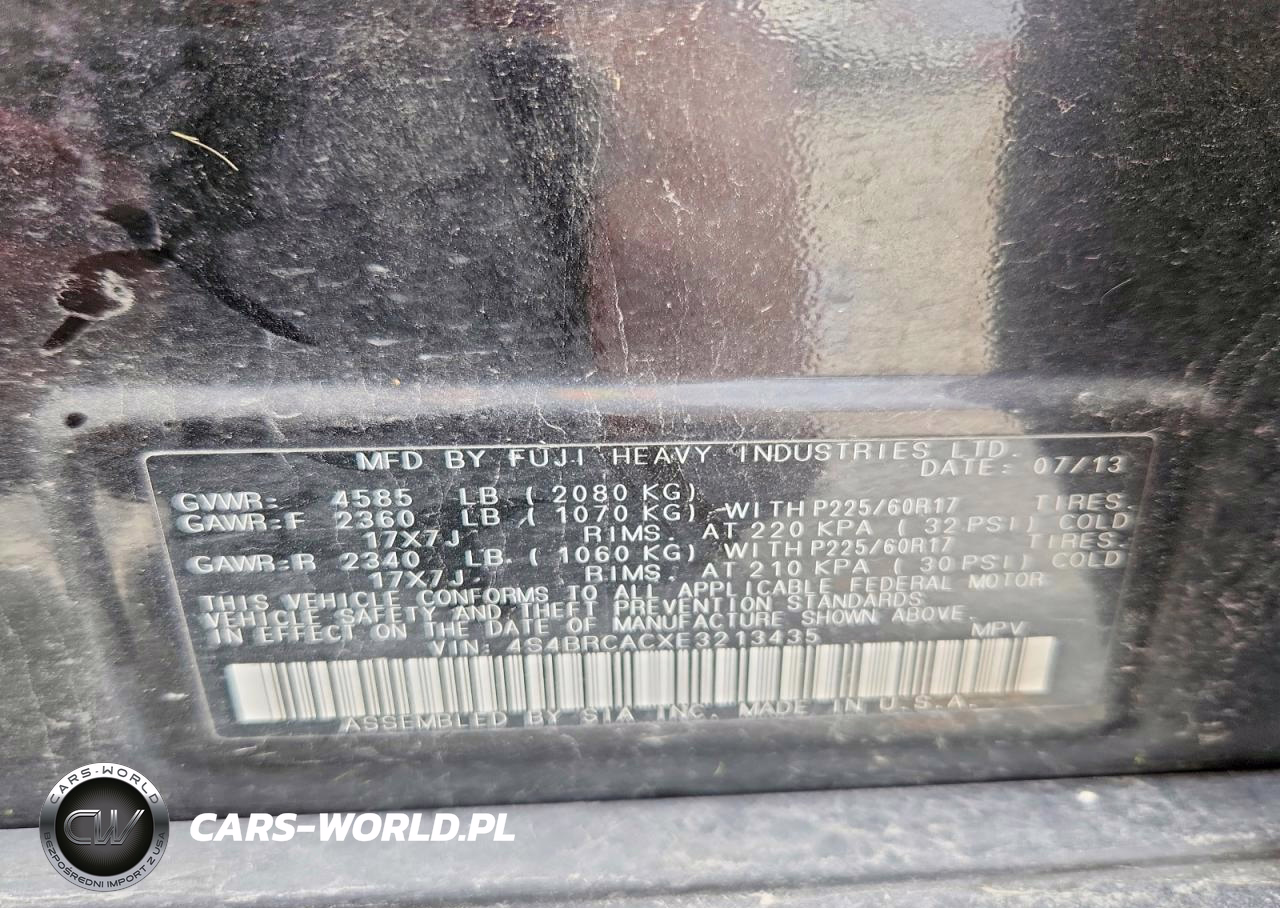 MFD BY FUJI HEAVY INDUSTRIES LTD.
DATE: 07/13
GVWR: 4585 LB ( 2080 KG)
GAWR:F 2360 LB ( 1070 KG) WITH P225/60R17 TIRES.
17X7J RIMS. AT 220 KPA ( 32 PSI) COLD
GAWR:R 2340 LB ( 1060 KG) WITH P225/60R17 TIRES.
17X7J RIMS. AT 210 KPA ( 30 PSI) COLD
THIS VEHICLE CONFORMS TO ALL APPLICABLE FEDERAL MOTOR
VEHICLE SAFETY AND THEFT PREVENTION STANDARDS
IN EFFECT ON THE DATE OF MANUFACTURE SHOWN ABOVE.
VIN: 4S4BRCACXE3213435 MPV
ASSEMBLED BY SIA INC. MADE IN U.S.A.
CARS-WORLD
CW
BEZPOŚREDNI IMPORT Z USA
CARS-WORLD.PL